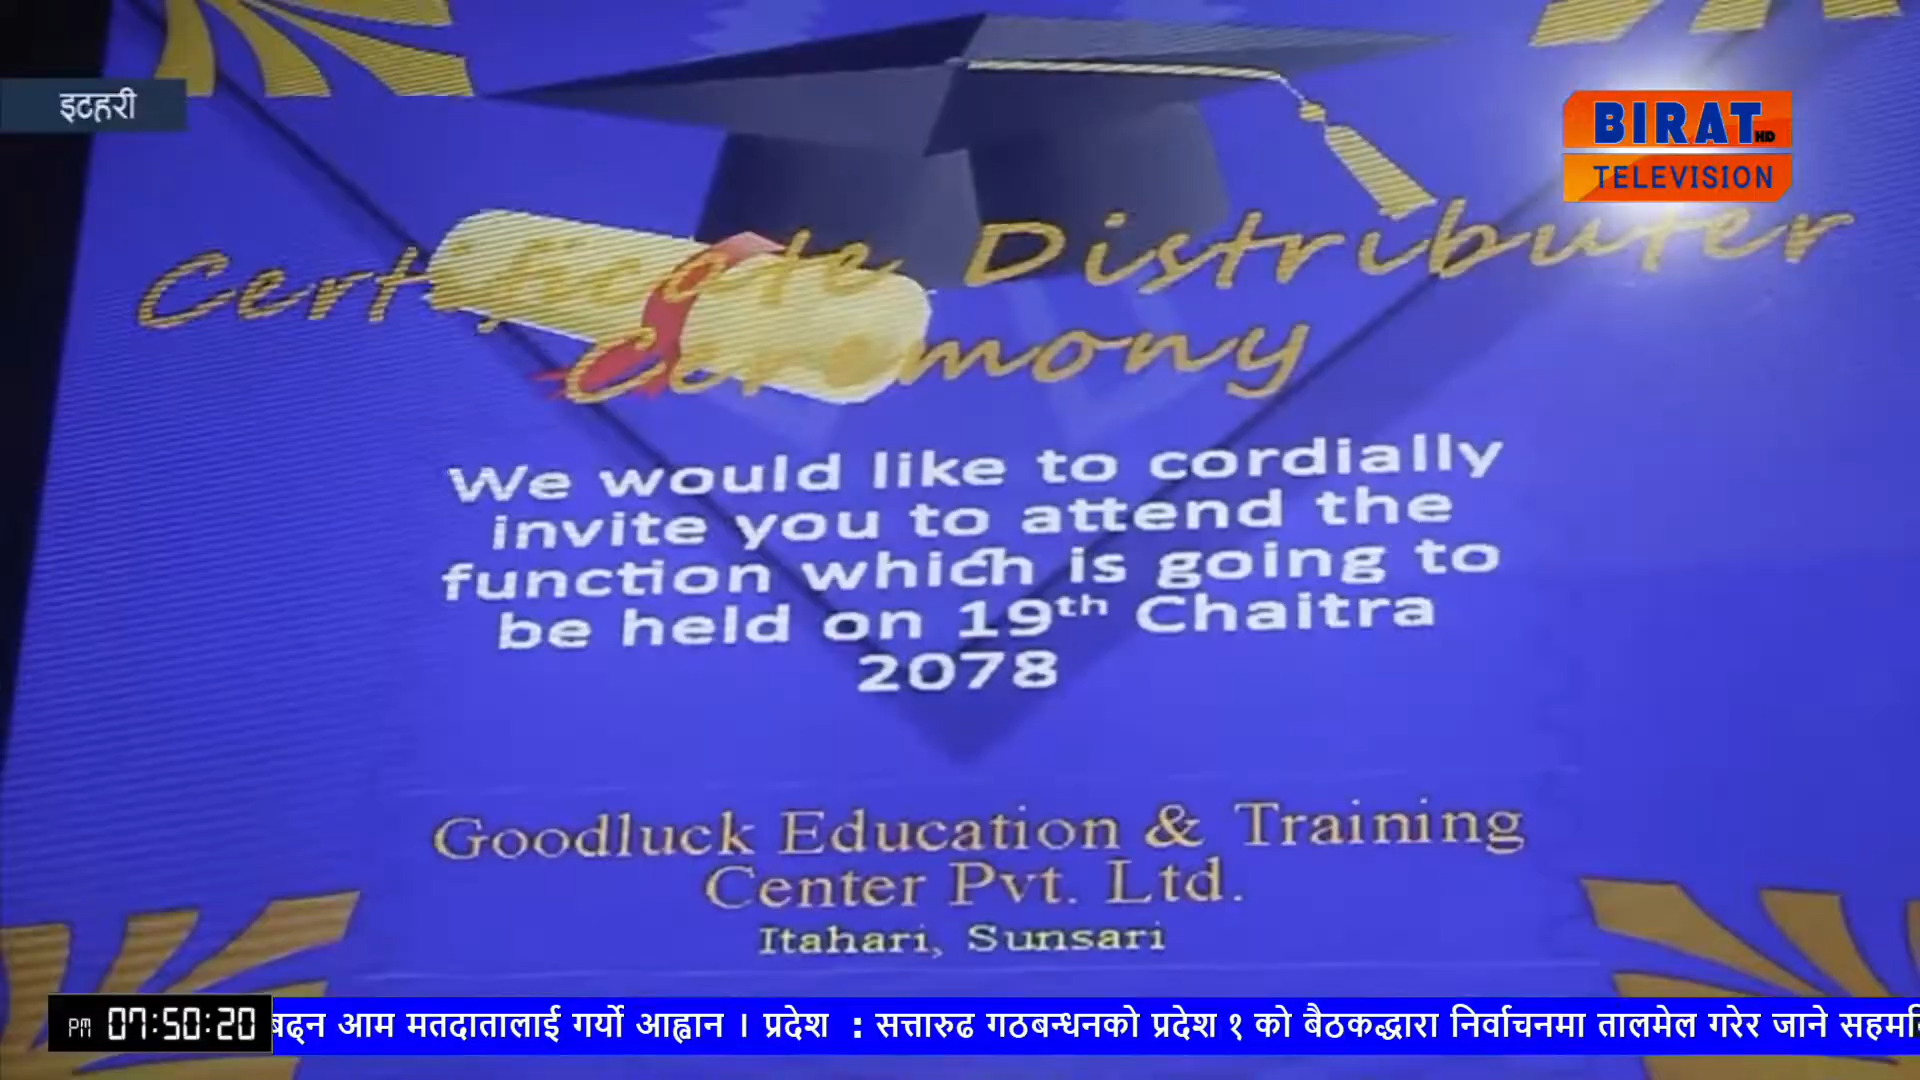 इटहरी
BIRAT HD
TELEVISION
Certificate Distributer
Ceremony
We would like to cordially
invite you to attend the
function which is going to
be held on 19th Chaitra
2078
Goodluck Education & Training
Center Pvt. Ltd.
Itahari, Sunsari
PM 07:50:20
बढ्न आम मतदातालाई गर्यो आह्वान । प्रदेश : सत्तारुढ गठबन्धनको प्रदेश १ को बैठकद्धारा निर्वाचनमा तालमेल गरेर जाने